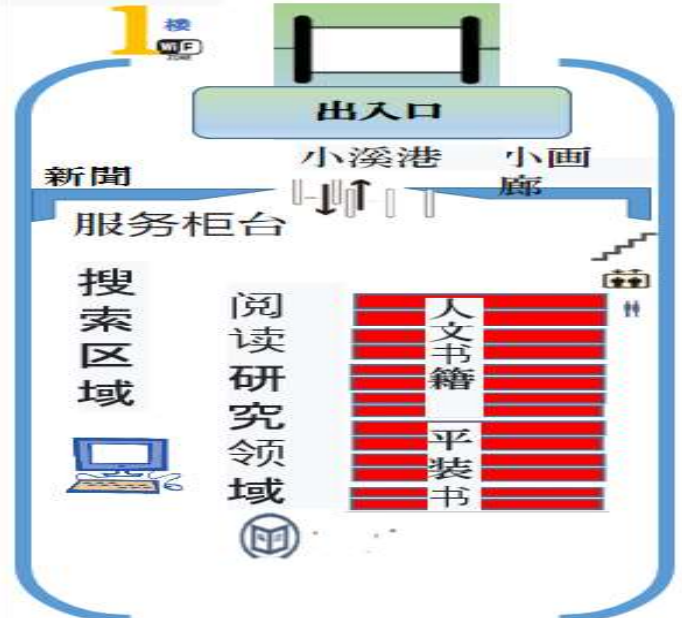 1楼
WiFi
ZONE
出入口
小溪港
小画廊
新聞
服务柜台
搜索区域
阅读研究领域
人文书籍
平装书